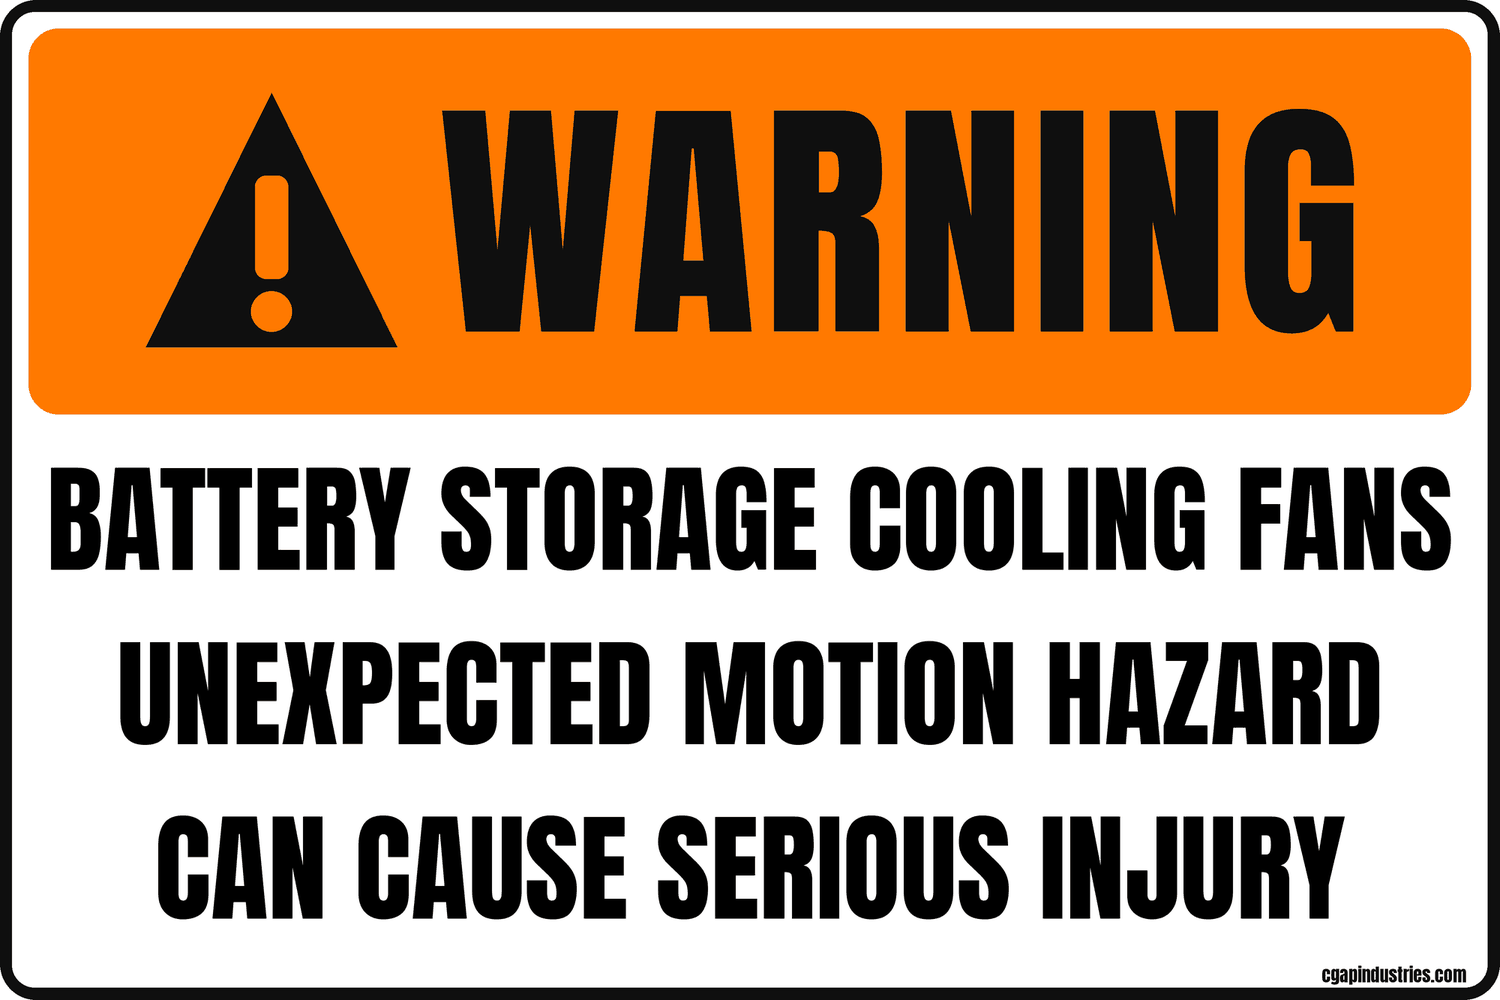 WARNING
BATTERY STORAGE COOLING FANS
UNEXPECTED MOTION HAZARD
CAN CAUSE SERIOUS INJURY
cgapindustries.com